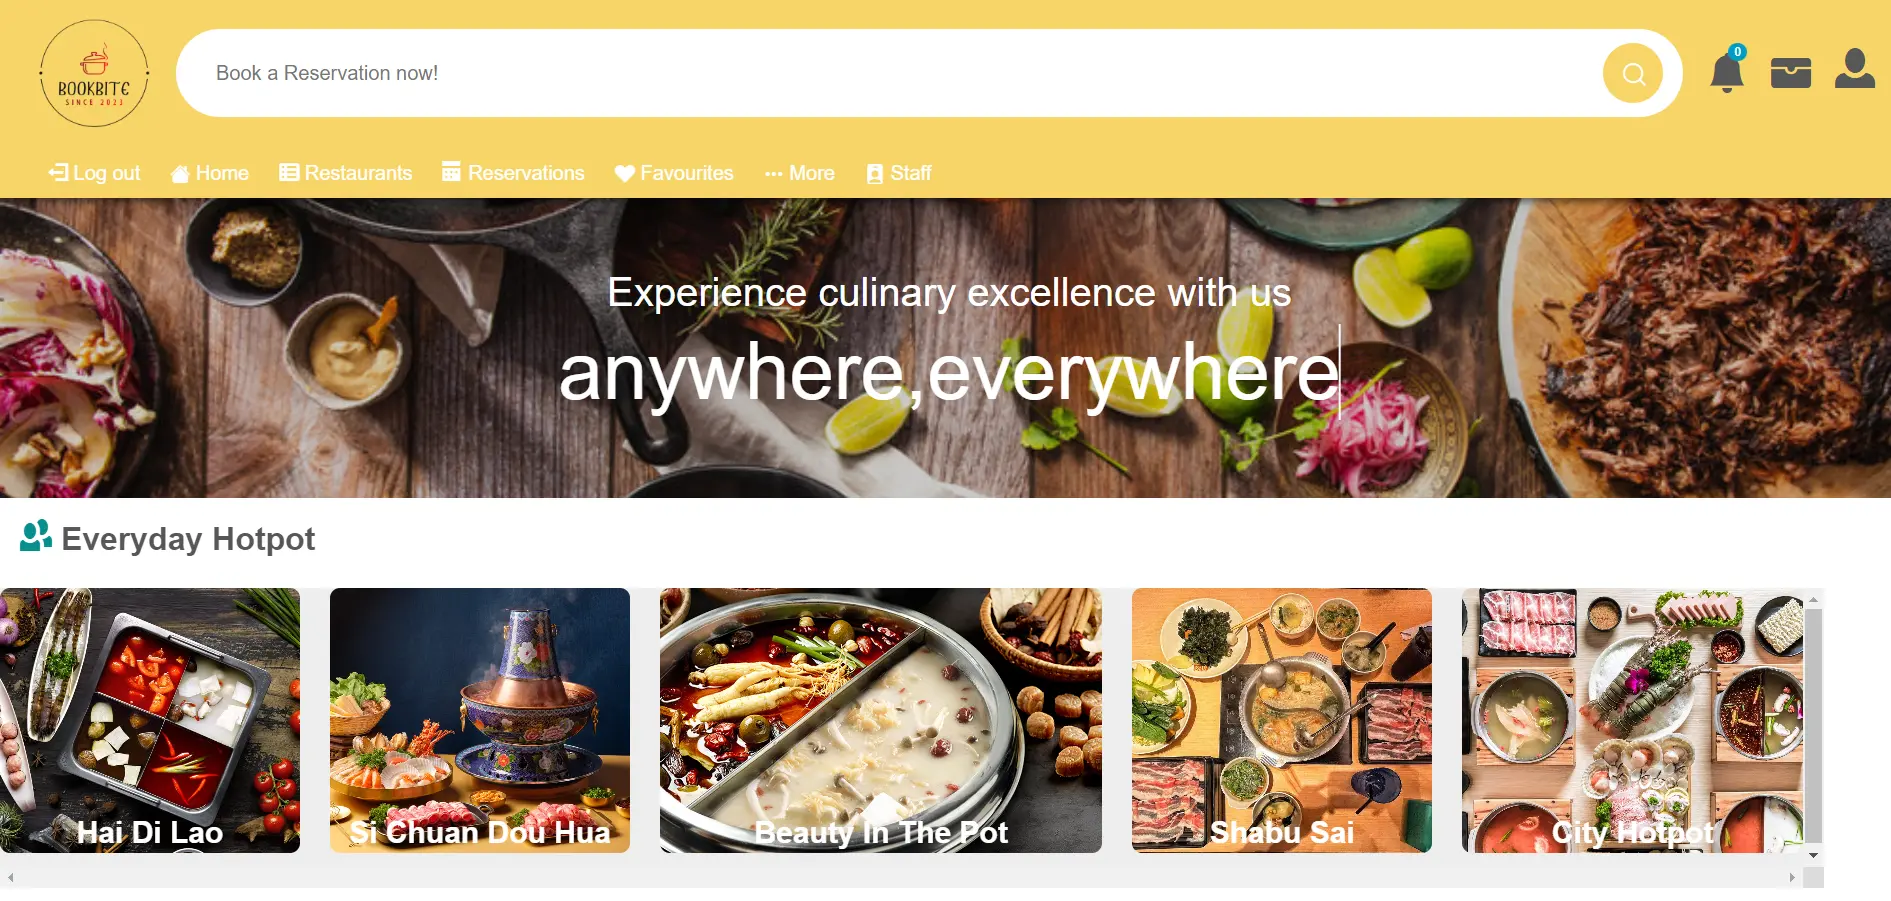 BOOKBITE
SINCE 2023
Book a Reservation now!
0
Log out
Home
Restaurants
Reservations
Favourites
More
Staff
Experience culinary excellence with us
anywhere,everywhere
Everyday Hotpot
Hai Di Lao
Si Chuan Dou Hua
Beauty In The Pot
Shabu Sai
City Hotpot